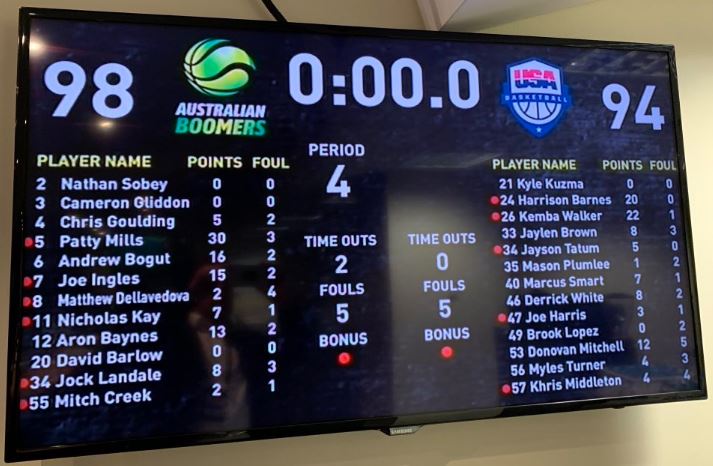 98
AUSTRALIAN
BOOMERS
0:00.0
USA
BASKETBALL
94
PLAYER NAME POINTS FOUL
2 Nathan Sobey 0 0
3 Cameron Gliddon 0 0
4 Chris Goulding 5 2
5 Patty Mills 30 3
6 Andrew Bogut 16 2
7 Joe Ingles 15 2
8 Matthew Dellavedova 2 4
11 Nicholas Kay 7 1
12 Aron Baynes 13 2
20 David Barlow 0 0
34 Jock Landale 8 3
55 Mitch Creek 2 1
PERIOD
4
TIME OUTS TIME OUTS
2 0
FOULS FOULS
5 5
BONUS BONUS
PLAYER NAME POINTS FOUL
21 Kyle Kuzma 0 0
24 Harrison Barnes 20 0
26 Kemba Walker 22 1
33 Jaylen Brown 8 3
34 Jayson Tatum 5 0
35 Mason Plumlee 1 2
40 Marcus Smart 7 1
46 Derrick White 8 2
47 Joe Harris 3 1
49 Brook Lopez 0 2
53 Donovan Mitchell 12 5
56 Myles Turner 4 3
57 Khris Middleton 4 4
SAMSUNG